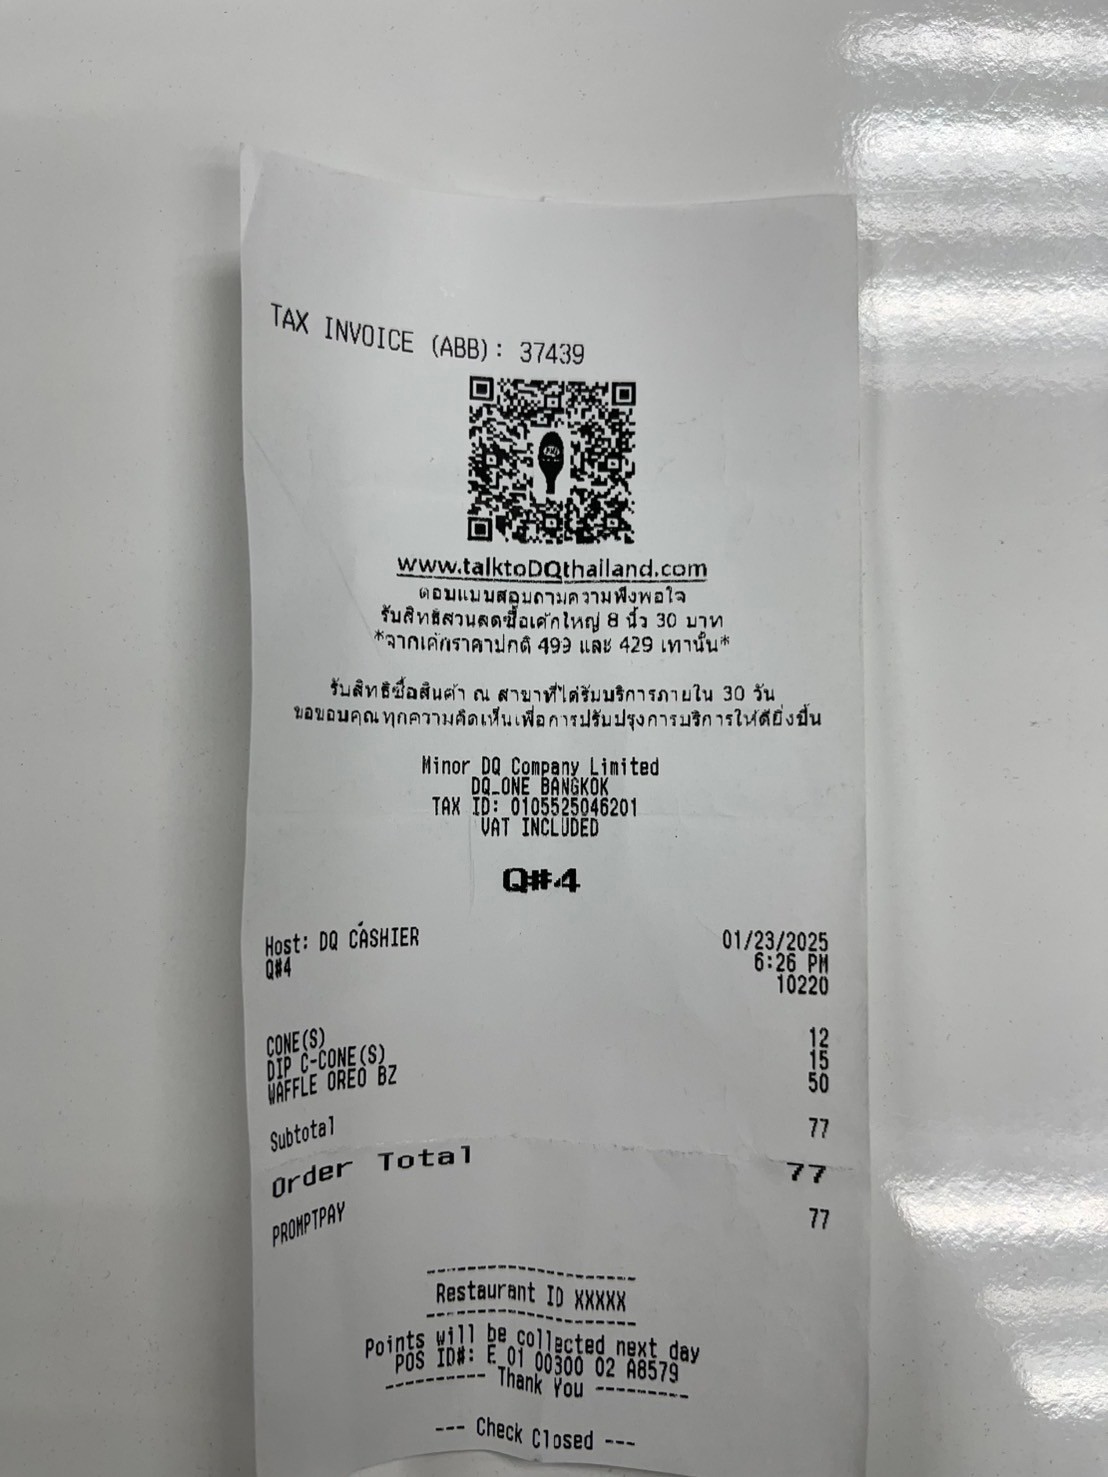 TAX INVOICE (ABB): 37439
www.talktoDQthailand.com
ตอบแบบสอบถามความพึงพอใจ
รับสิทธิ์ส่วนลดซื้อเค้กใหญ่ 8 นิ้ว 30 บาท
*จากเค้กราคาปกติ 499 และ 429 เท่านั้น*
รับสิทธิซื้อสินค้า ณ สาขาที่ได้รับบริการภายใน 30 วัน
ขอขอบคุณทุกความคิดเห็นเพื่อการปรับปรุงการบริการให้ดียิ่งขึ้น
Minor DQ Company Limited
DQ_ONE BANGKOK
TAX ID: 0105525046201
VAT INCLUDED
Q#4
Host: DQ CASHIER 01/23/2025
Q#4 6:26 PM
10220
CONE(S) 12
DIP C-CONE(S) 15
WAFFLE OREO BZ 50
Subtotal 77
Order Total 77
PROMPTPAY 77
Restaurant ID XXXXX
Points will be collected next day
POS ID#: E 01 00300 02 A8579
---------- Thank You ----------
--- Check Closed ---